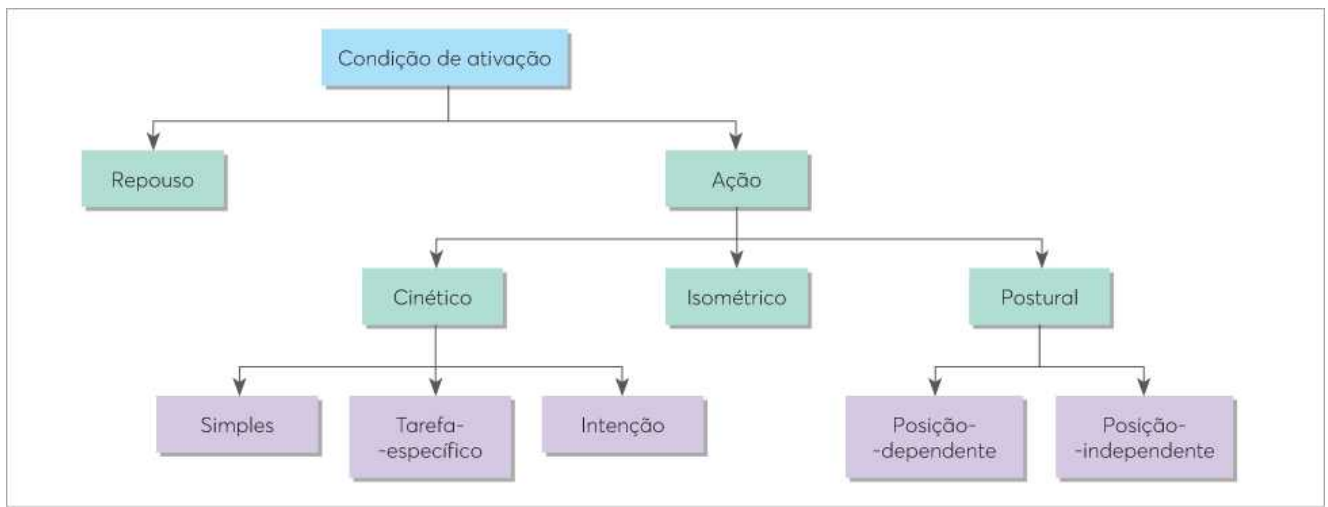 Condição de ativação
Repouso
Ação
Cinético
Isométrico
Postural
Simples
Tarefa-
-específico
Intenção
Posição-
-dependente
Posição-
-independente